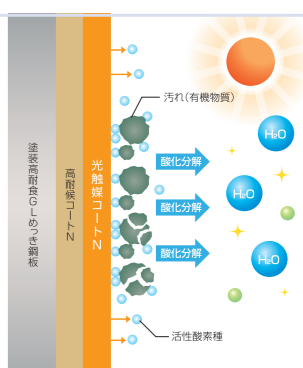 塗装高耐食GLめっき鋼板
高耐候コートN
光触媒コートN
汚れ(有機物質)
酸化分解
酸化分解
酸化分解
H₂O
H₂O
H₂O
活性酸素種